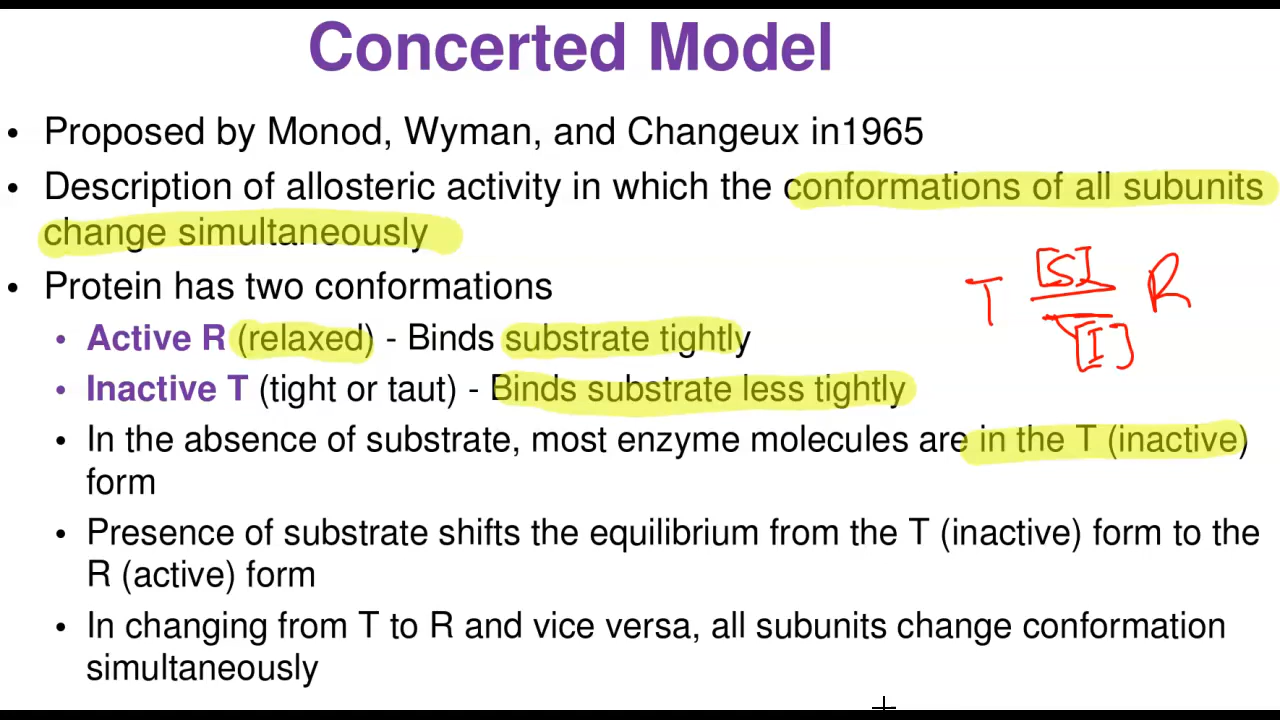 Concerted Model
• Proposed by Monod, Wyman, and Changeux in1965
• Description of allosteric activity in which the conformations of all subunits
change simultaneously
• Protein has two conformations
• Active R (relaxed) - Binds substrate tightly
• Inactive T (tight or taut) - Binds substrate less tightly
• In the absence of substrate, most enzyme molecules are in the T (inactive)
form
• Presence of substrate shifts the equilibrium from the T (inactive) form to the
R (active) form
• In changing from T to R and vice versa, all subunits change conformation
simultaneously
[S]
T R
[I]